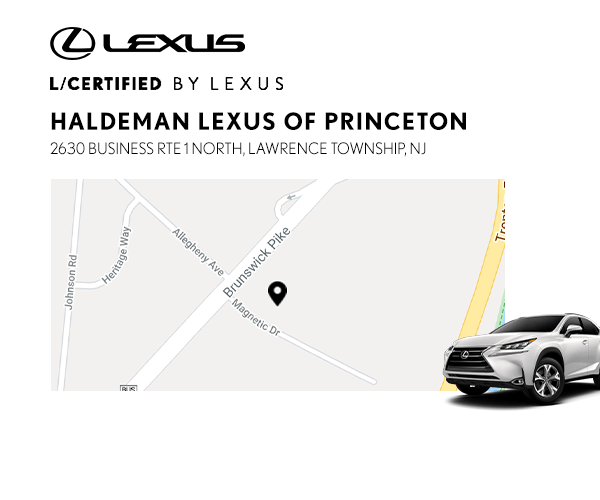 LEXUS
L/CERTIFIED BY LEXUS
HALDEMAN LEXUS OF PRINCETON
2630 BUSINESS RTE 1 NORTH, LAWRENCE TOWNSHIP, NJ
Johnson Rd
Heritage Way
Allegheny Ave
Brunswick Pike
Magnetic Dr
BUS